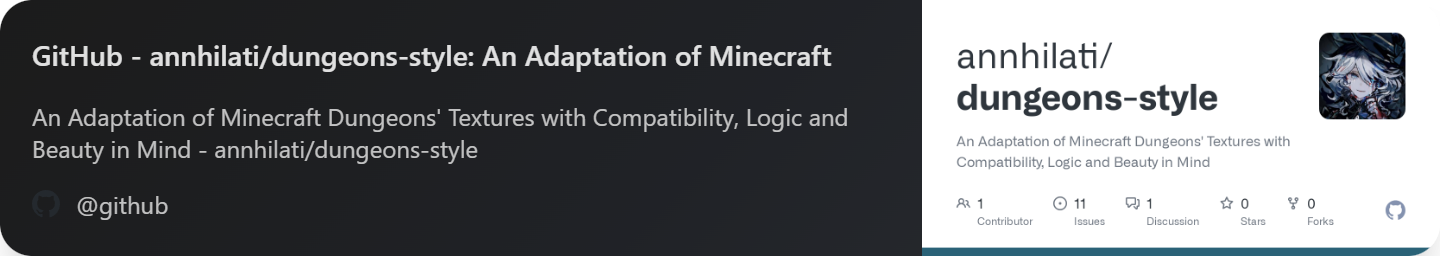 GitHub - annhilati/dungeons-style: An Adaptation of Minecraft
An Adaptation of Minecraft Dungeons' Textures with Compatibility, Logic and
Beauty in Mind - annhilati/dungeons-style
@github
annhilati/
dungeons-style
An Adaptation of Minecraft Dungeons' Textures with
Compatibility, Logic and Beauty in Mind
1 11 1 0 0
Contributor Issues Discussion Stars Forks